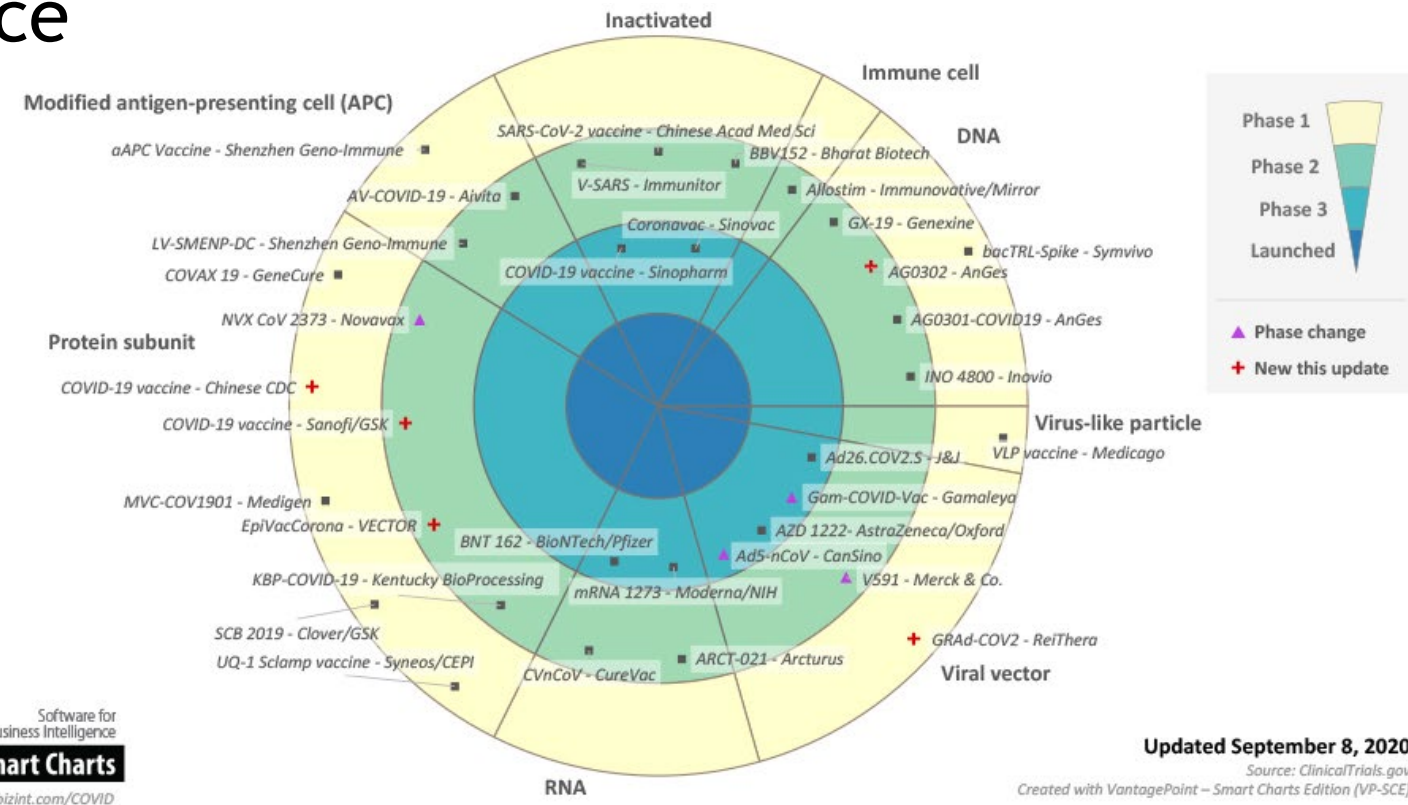 ce
Inactivated
Immune cell
Modified antigen-presenting cell (APC)
DNA
Phase 1
Phase 2
Phase 3
Launched
Phase change
New this update
SARS-CoV-2 vaccine - Chinese Acad Med Sci
aAPC Vaccine - Shenzhen Geno-Immune
BBV152 - Bharat Biotech
V-SARS - Immunitor
Allostim - Immunovative/Mirror
AV-COVID-19 - Aivita
Coronavac - Sinovac
GX-19 - Genexine
LV-SMENP-DC - Shenzhen Geno-Immune
bacTRL-Spike - Symvivo
COVAX 19 - GeneCure
COVID-19 vaccine - Sinopharm
AG0302 - AnGes
NVX CoV 2373 - Novavax
AG0301-COVID19 - AnGes
Protein subunit
INO 4800 - Inovio
COVID-19 vaccine - Chinese CDC
COVID-19 vaccine - Sanofi/GSK
Virus-like particle
VLP vaccine - Medicago
Ad26.COV2.S - J&J
MVC-COV1901 - Medigen
Gam-COVID-Vac - Gamaleya
EpiVacCorona - VECTOR
AZD 1222- AstraZeneca/Oxford
BNT 162 - BioNTech/Pfizer
Ad5-nCoV - CanSino
KBP-COVID-19 - Kentucky BioProcessing
V591 - Merck & Co.
mRNA 1273 - Moderna/NIH
SCB 2019 - Clover/GSK
GRAd-COV2 - ReiThera
UQ-1 Sclamp vaccine - Syneos/CEPI
ARCT-021 - Arcturus
CVnCoV - CureVac
Viral vector
RNA
Software for
usiness Intelligence
mart Charts
bizint.com/COVID
Updated September 8, 2020
Source: ClinicalTrials.gov
Created with VantagePoint – Smart Charts Edition (VP-SCE)